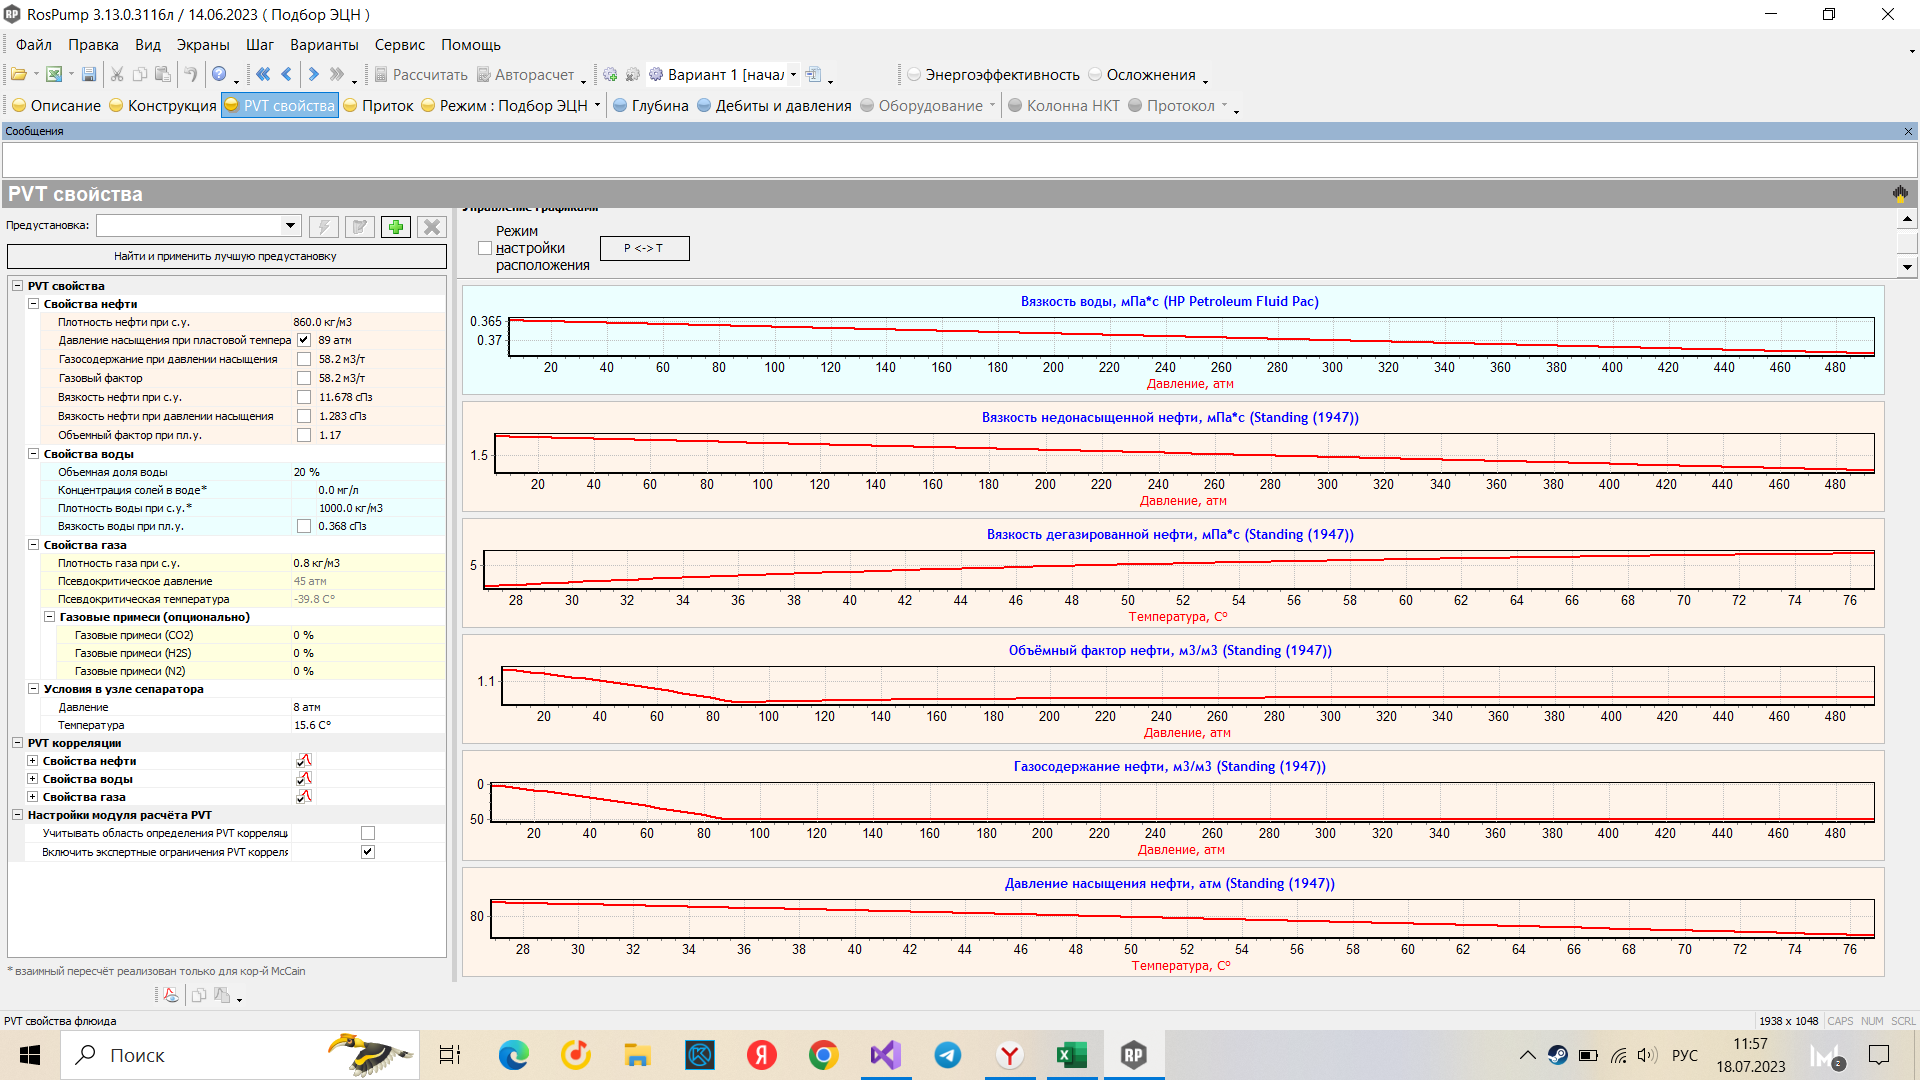 RosPump 3.13.0.3116л / 14.06.2023 ( Подбор ЭЦН )
Файл Правка Вид Экраны Шаг Варианты Сервис Помощь
Рассчитать Авторасчет Вариант 1 [начал Энергоэффективность Осложнения
Описание Конструкция PVT свойства Приток Режим : Подбор ЭЦН Глубина Дебиты и давления Оборудование Колонна НКТ Протокол
Сообщения
PVT свойства
Предустановка:
Найти и применить лучшую предустановку
PVT свойства
Свойства нефти
Плотность нефти при с.у. 860.0 кг/м3
Давление насыщения при пластовой темпера 89 атм
Газосодержание при давлении насыщения 58.2 м3/т
Газовый фактор 58.2 м3/т
Вязкость нефти при с.у. 11.678 сПз
Вязкость нефти при давлении насыщения 1.283 сПз
Объемный фактор при пл.у. 1.17
Свойства воды
Объемная доля воды 20 %
Концентрация солей в воде* 0.0 мг/л
Плотность воды при с.у.* 1000.0 кг/м3
Вязкость воды при пл.у. 0.368 сПз
Свойства газа
Плотность газа при с.у. 0.8 кг/м3
Псевдокритическое давление 45 атм
Псевдокритическая температура -39.8 C°
Газовые примеси (опционально)
Газовые примеси (CO2) 0 %
Газовые примеси (H2S) 0 %
Газовые примеси (N2) 0 %
Условия в узле сепаратора
Давление 8 атм
Температура 15.6 C°
PVT корреляции
Свойства нефти
Свойства воды
Свойства газа
Настройки модуля расчёта PVT
Учитывать область определения PVT корреляц
Включить экспертные ограничения PVT корреля
* взаимный пересчёт реализован только для кор-й McCain
Управление графиками
Режим
настройки
расположения
P <-> T
Вязкость воды, мПа*с (HP Petroleum Fluid Pac)
0.365
0.37
20 40 60 80 100 120 140 160 180 200 220 240 260 280 300 320 340 360 380 400 420 440 460 480
Давление, атм
Вязкость недонасыщенной нефти, мПа*с (Standing (1947))
1.5
20 40 60 80 100 120 140 160 180 200 220 240 260 280 300 320 340 360 380 400 420 440 460 480
Давление, атм
Вязкость дегазированной нефти, мПа*с (Standing (1947))
5
28 30 32 34 36 38 40 42 44 46 48 50 52 54 56 58 60 62 64 66 68 70 72 74 76
Температура, C°
Объёмный фактор нефти, м3/м3 (Standing (1947))
1.1
20 40 60 80 100 120 140 160 180 200 220 240 260 280 300 320 340 360 380 400 420 440 460 480
Давление, атм
Газосодержание нефти, м3/м3 (Standing (1947))
0
50
20 40 60 80 100 120 140 160 180 200 220 240 260 280 300 320 340 360 380 400 420 440 460 480
Давление, атм
Давление насыщения нефти, атм (Standing (1947))
80
28 30 32 34 36 38 40 42 44 46 48 50 52 54 56 58 60 62 64 66 68 70 72 74 76
Температура, C°
PVT свойства флюида
1938 x 1048 CAPS NUM SCRL
Поиск
РУС
11:57
18.07.2023
2